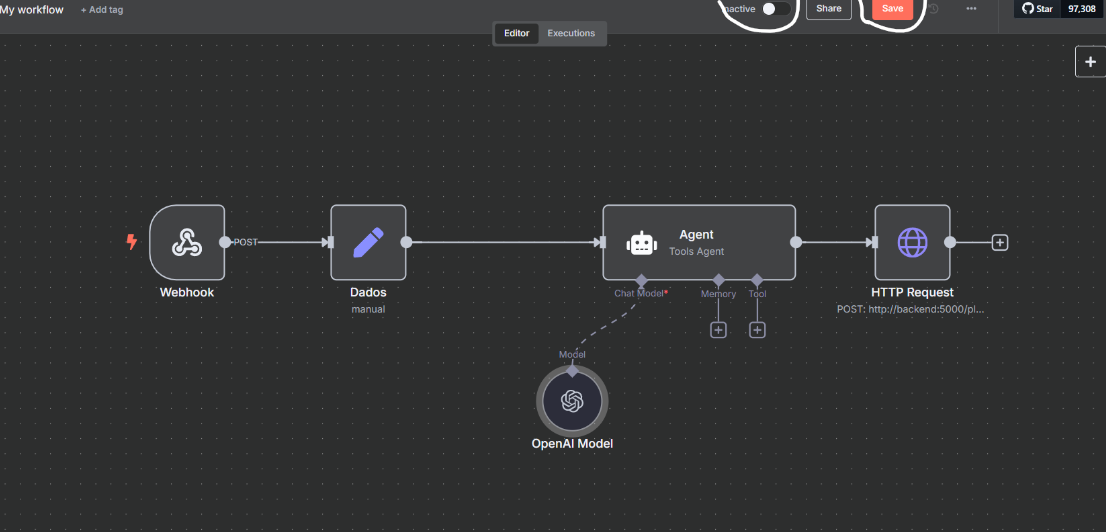 My workflow + Add tag
nactive Share Save ... Star 97,308
Editor Executions
POST
Webhook
Dados
manual
Agent
Tools Agent
Chat Model*
Memory
Tool
HTTP Request
POST: http://backend:5000/pl...
Model
OpenAI Model